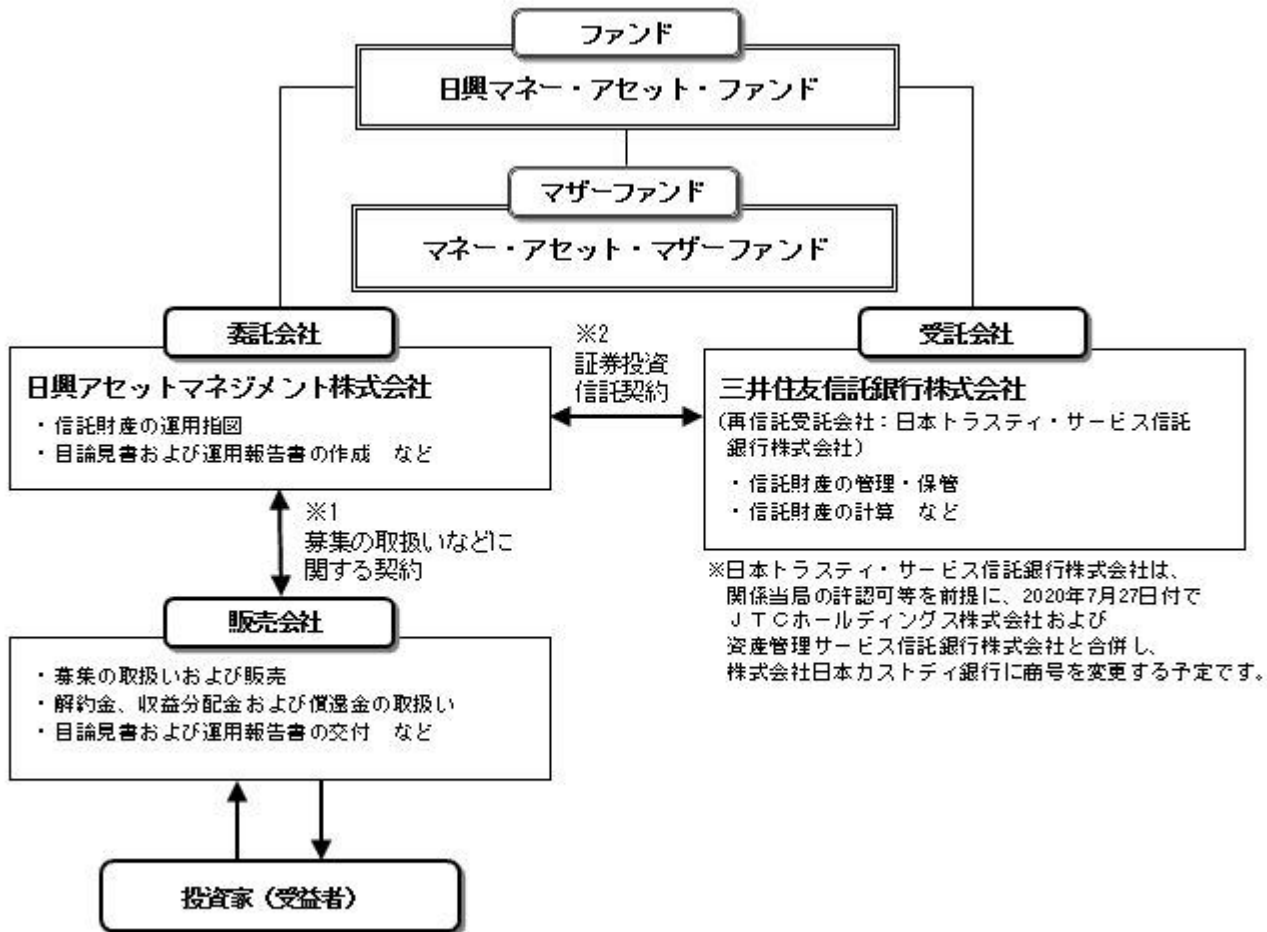 ファンド
日興マネー・アセット・ファンド
マザーファンド
マネー・アセット・マザーファンド
委託会社
日興アセットマネジメント株式会社
・信託財産の運用指図
・目論見書および運用報告書の作成　など
※2
証券投資
信託契約
受託会社
三井住友信託銀行株式会社
(再信託受託会社：日本トラスティ・サービス信託
銀行株式会社)
・信託財産の管理・保管
・信託財産の計算　など
※日本トラスティ・サービス信託銀行株式会社は、
関係当局の許認可等を前提に、2020年7月27日付で
ＪＴＣホールディングス株式会社および
資産管理サービス信託銀行株式会社と合併し、
株式会社日本カストディ銀行に商号を変更する予定です。
※1
募集の取扱いなどに
関する契約
販売会社
・募集の取扱いおよび販売
・解約金、収益分配金および償還金の取扱い
・目論見書および運用報告書の交付　など
投資家（受益者）